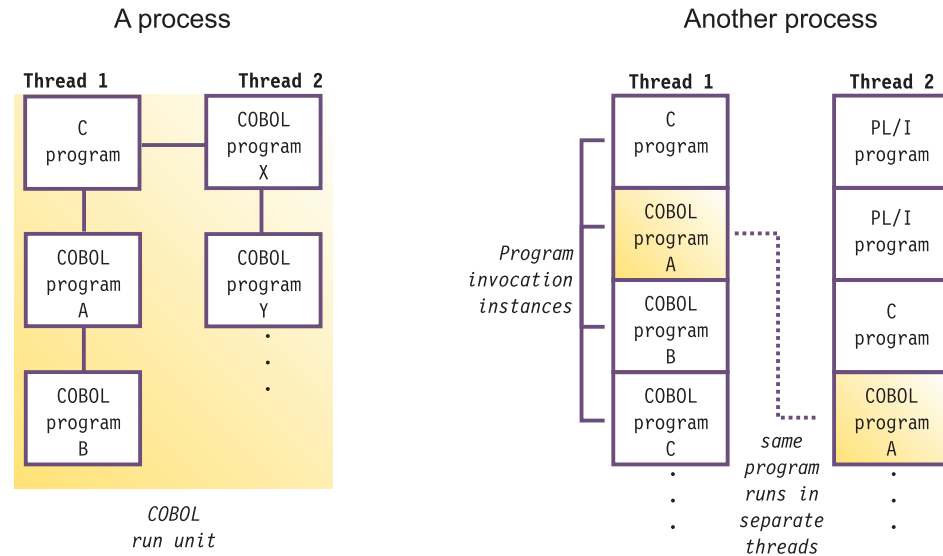 A process
Thread 1
Thread 2
C
program
COBOL
program
X
COBOL
program
A
COBOL
program
Y
COBOL
program
B
COBOL
run unit
Another process
Thread 1
Thread 2
C
program
COBOL
program
A
COBOL
program
B
COBOL
program
C
Program
invocation
instances
PL/I
program
PL/I
program
C
program
COBOL
program
A
same
program
runs in
separate
threads